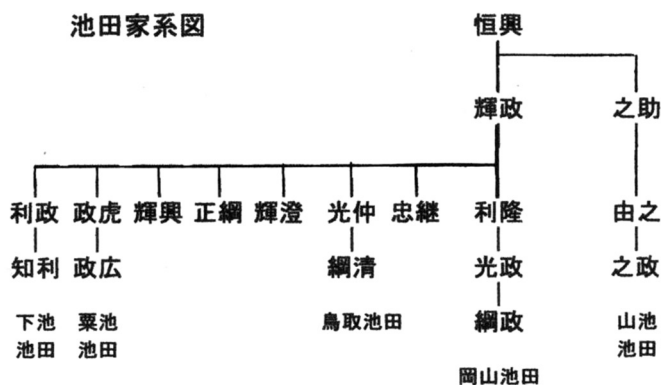 池田家系図
恒興
輝政 之助
利政 政虎 輝興 正綱 輝澄 光仲 忠継 利隆 由之
知利 政広 綱清 光政 之政
下池 粟池 鳥取池田 綱政 山池
池田 池田 池田
岡山池田